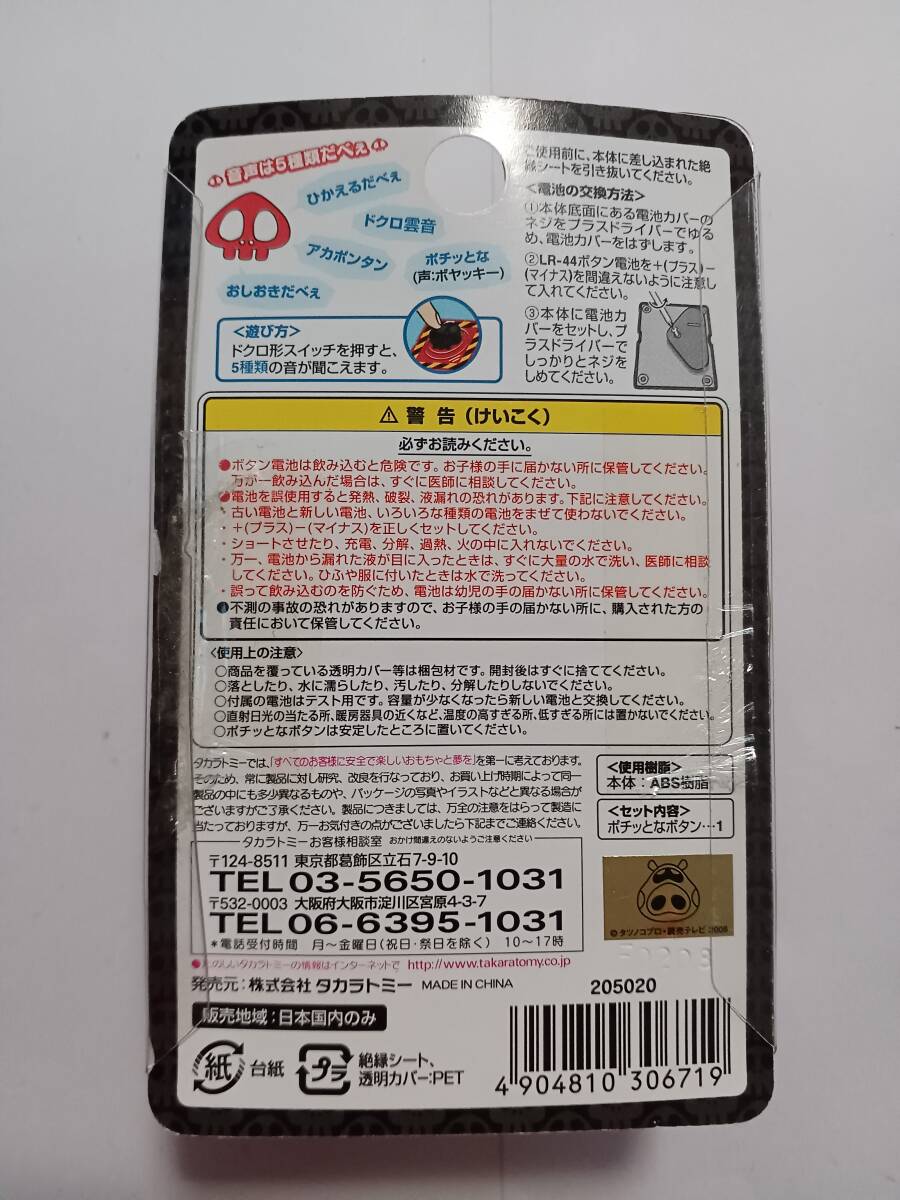 音声は5種類だべぇ
ひかえるだべぇ
ドクロ雲音
アカポンタン
ポチッとな
(声:ボヤッキー)
おしおきだべぇ
<遊び方>
ドクロ形スイッチを押すと、
5種類の音が聞こえます。
ご使用前に、本体に差し込まれた絶
縁シートを引き抜いてください。
<電池の交換方法>
①本体底面にある電池カバーの
ネジをプラスドライバーでゆる
め、電池カバーをはずします。
②LR-44ボタン電池を+(プラス)-
(マイナス)を間違えないように注意し
て入れてください。
③本体に電池カ
バーをセットし、プ
ラスドライバーで
しっかりとネジを
しめてください。
⚠ 警告(けいこく)
必ずお読みください。
●ボタン電池は飲み込むと危険です。お子様の手に届かない所に保管してください。
万が一飲み込んだ場合は、すぐに医師に相談してください。
●電池を誤使用すると発熱、破裂、液漏れの恐れがあります。下記に注意してください。
・古い電池と新しい電池、いろいろな種類の電池をまぜて使わないでください。
・+(プラス)-(マイナス)を正しくセットしてください。
・ショートさせたり、充電、分解、過熱、火の中に入れないでください。
・万一、電池から漏れた液が目に入ったときは、すぐに大量の水で洗い、医師に相談
してください。ひふや服に付いたときは水で洗ってください。
・誤って飲み込むのを防ぐため、電池は幼児の手の届かない所に保管してください。
●不測の事故の恐れがありますので、お子様の手の届かない所に、購入された方の
責任において保管してください。
<使用上の注意>
○商品を覆っている透明カバー等は梱包材です。開封後はすぐに捨ててください。
○落としたり、水に濡らしたり、汚したり、分解したりしないでください。
○付属の電池はテスト用です。容量が少なくなったら新しい電池と交換してください。
○直射日光の当たる所、暖房器具の近くなど、温度の高すぎる所、低すぎる所には置かないでください。
○ポチッとなボタンは安定したところに置いてください。
タカラトミーでは、「すべてのお客様に安全で楽しいおもちゃと夢を」を第一に考えております。
そのため、常に製品に対し研究、改良を行なっており、お買い上げ時期によって同一
製品の中にも多少異なるものや、パッケージの写真やイラストなどと異なる場合が
ございますがご了承ください。製品につきましては、万全の注意をはらって製造に
当たっておりますが、万一お気付きの点がございましたら下記までご連絡ください。
<使用樹脂>
本体:ABS樹脂
<セット内容>
ポチッとなボタン…1
タカラトミーお客様相談室 おかけ間違えのないようご注意ください
〒124-8511 東京都葛飾区立石7-9-10
TEL 03-5650-1031
〒532-0003 大阪府大阪市淀川区宮原4-3-7
TEL 06-6395-1031
*電話受付時間 月~金曜日(祝日・祭日を除く) 10~17時
© タツノコプロ・読売テレビ 2008
●たのしいタカラトミーの情報はインターネットで http://www.takaratomy.co.jp
発売元:株式会社 タカラトミー MADE IN CHINA
205020
販売地域:日本国内のみ
紙 台紙
プラ 絶縁シート、
透明カバー:PET
4 904810 306719